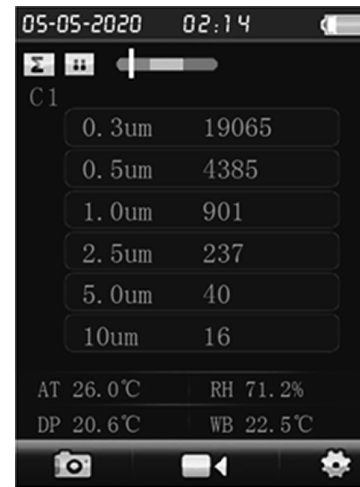 05-05-2020 02:14
Σ
C1
0.3um 19065
0.5um 4385
1.0um 901
2.5um 237
5.0um 40
10um 16
AT 26.0℃ RH 71.2%
DP 20.6℃ WB 22.5℃